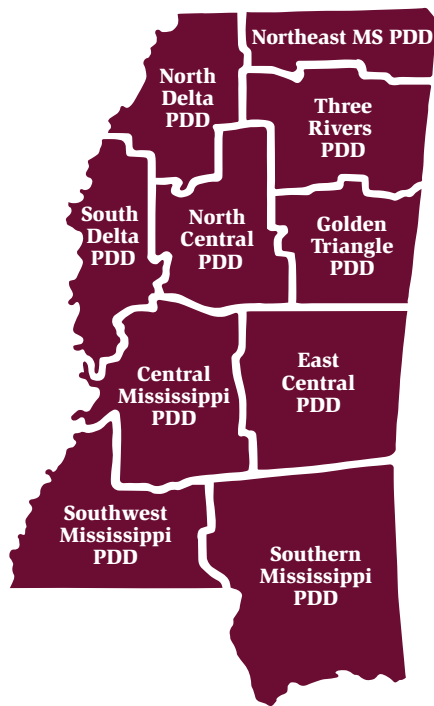 Northeast MS PDD
North
Delta
PDD
Three
Rivers
PDD
South
Delta
PDD
North
Central
PDD
Golden
Triangle
PDD
Central
Mississippi
PDD
East
Central
PDD
Southwest
Mississippi
PDD
Southern
Mississippi
PDD